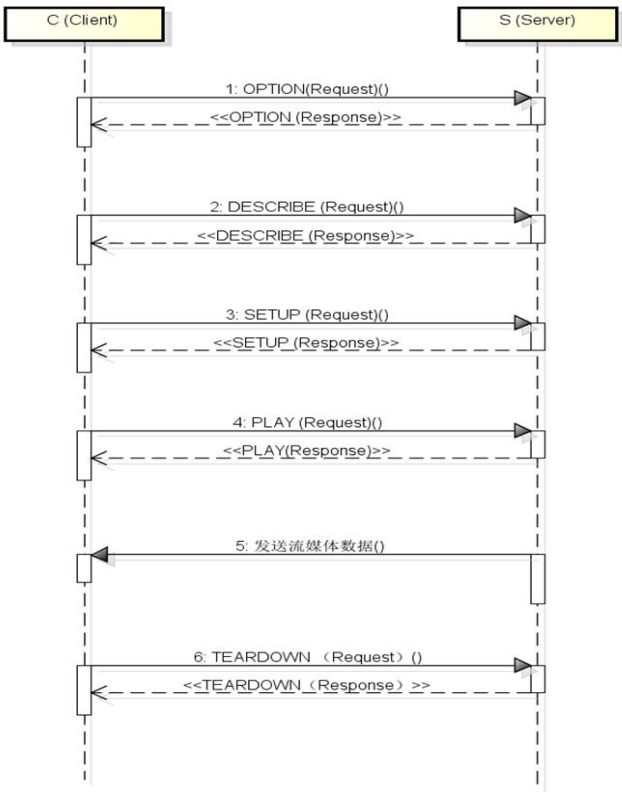 C (Client)
S (Server)
1: OPTION(Request)()
<<OPTION (Response)>>
2: DESCRIBE (Request)()
<<DESCRIBE (Response)>>
3: SETUP (Request)()
<<SETUP (Response)>>
4: PLAY (Request)()
<<PLAY(Response)>>
5: 发送流媒体数据()
6: TEARDOWN （Request）()
<<TEARDOWN（Response）>>